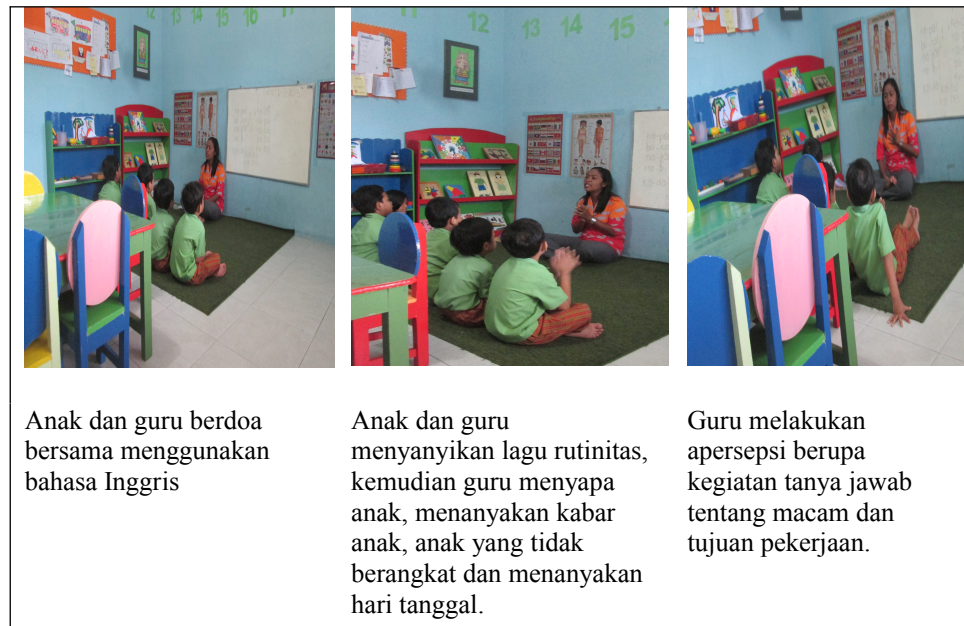 12 13 14 15 16
12 13 14 15
Anak dan guru berdoa
bersama menggunakan
bahasa Inggris
Anak dan guru
menyanyikan lagu rutinitas,
kemudian guru menyapa
anak, menanyakan kabar
anak, anak yang tidak
berangkat dan menanyakan
hari tanggal.
Guru melakukan
apersepsi berupa
kegiatan tanya jawab
tentang macam dan
tujuan pekerjaan.